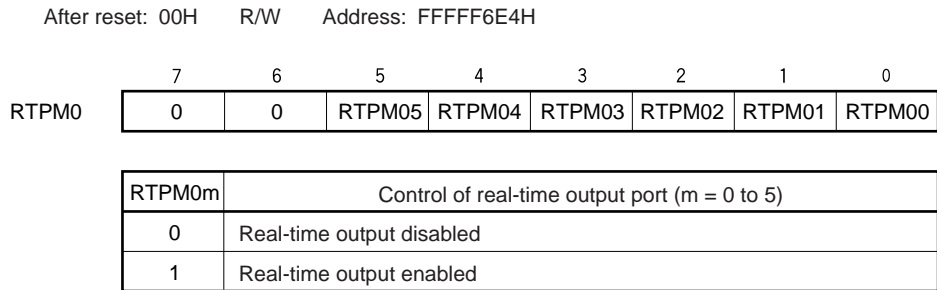 After reset: 00H R/W Address: FFFFF6E4H
7 6 5 4 3 2 1 0
RTPM0 0 0 RTPM05 RTPM04 RTPM03 RTPM02 RTPM01 RTPM00
RTPM0m Control of real-time output port (m = 0 to 5)
0 Real-time output disabled
1 Real-time output enabled